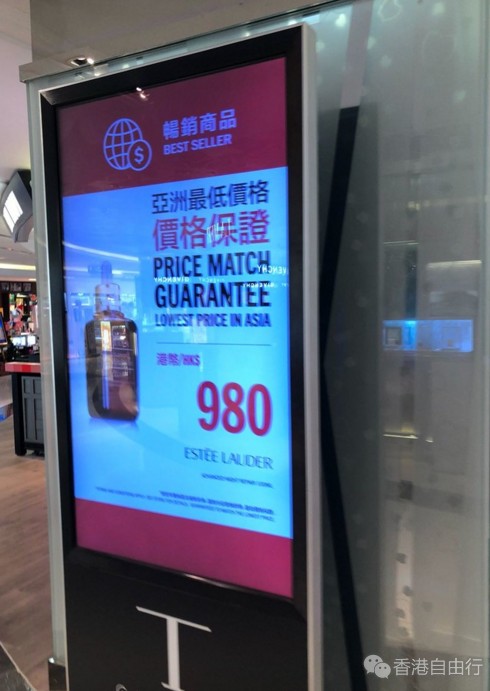 暢銷商品
BEST SELLER
亞洲最低價格
價格保證
PRICE MATCH
GUARANTEE
LOWEST PRICE IN ASIA
港幣/HK$
980
ESTĒE LAUDER
T
香港自由行